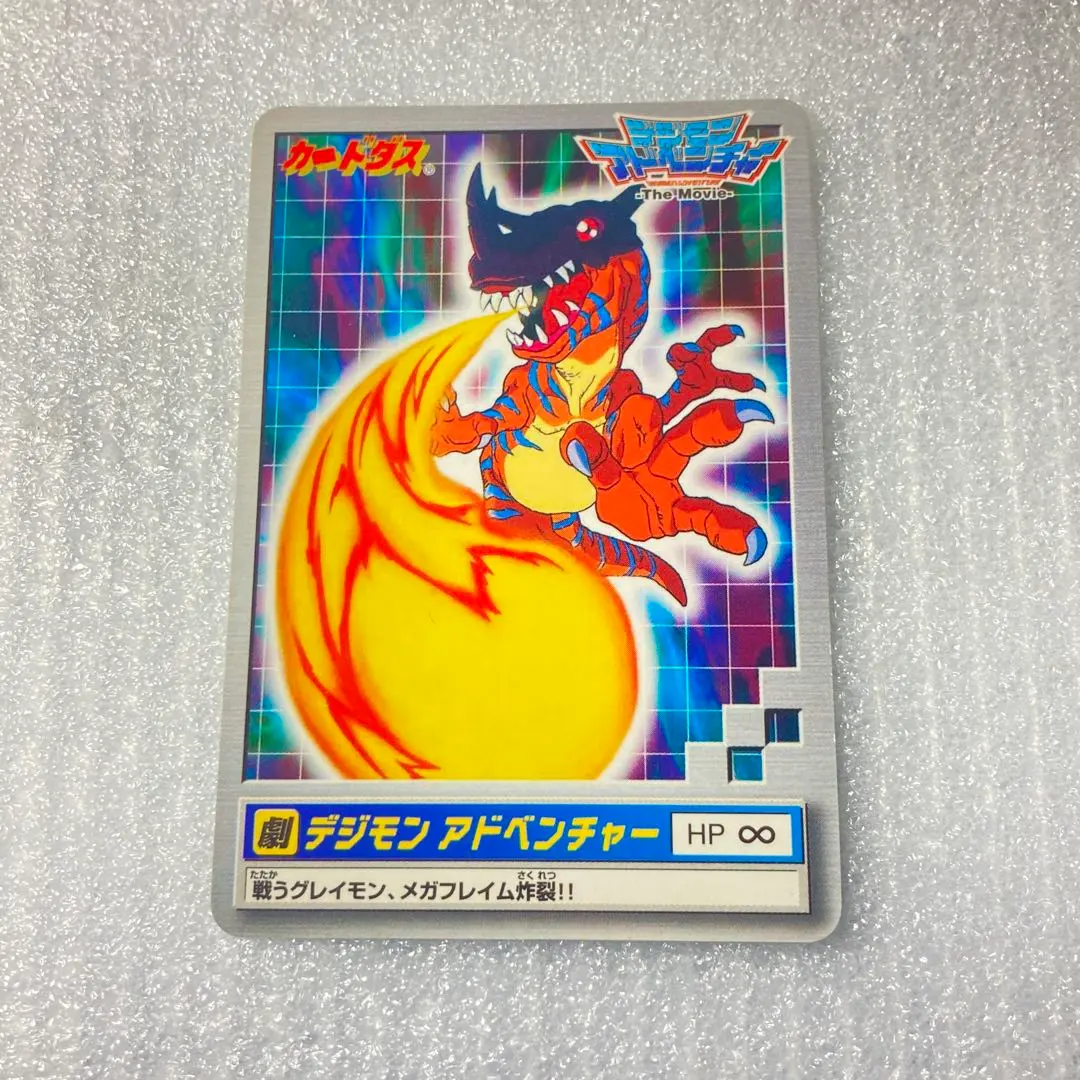 カードダス®
デジモン
アドベンチャー
-The Movie-
劇 デジモン アドベンチャー HP ∞
たたか さくれつ
戦うグレイモン、メガフレイム炸裂!!